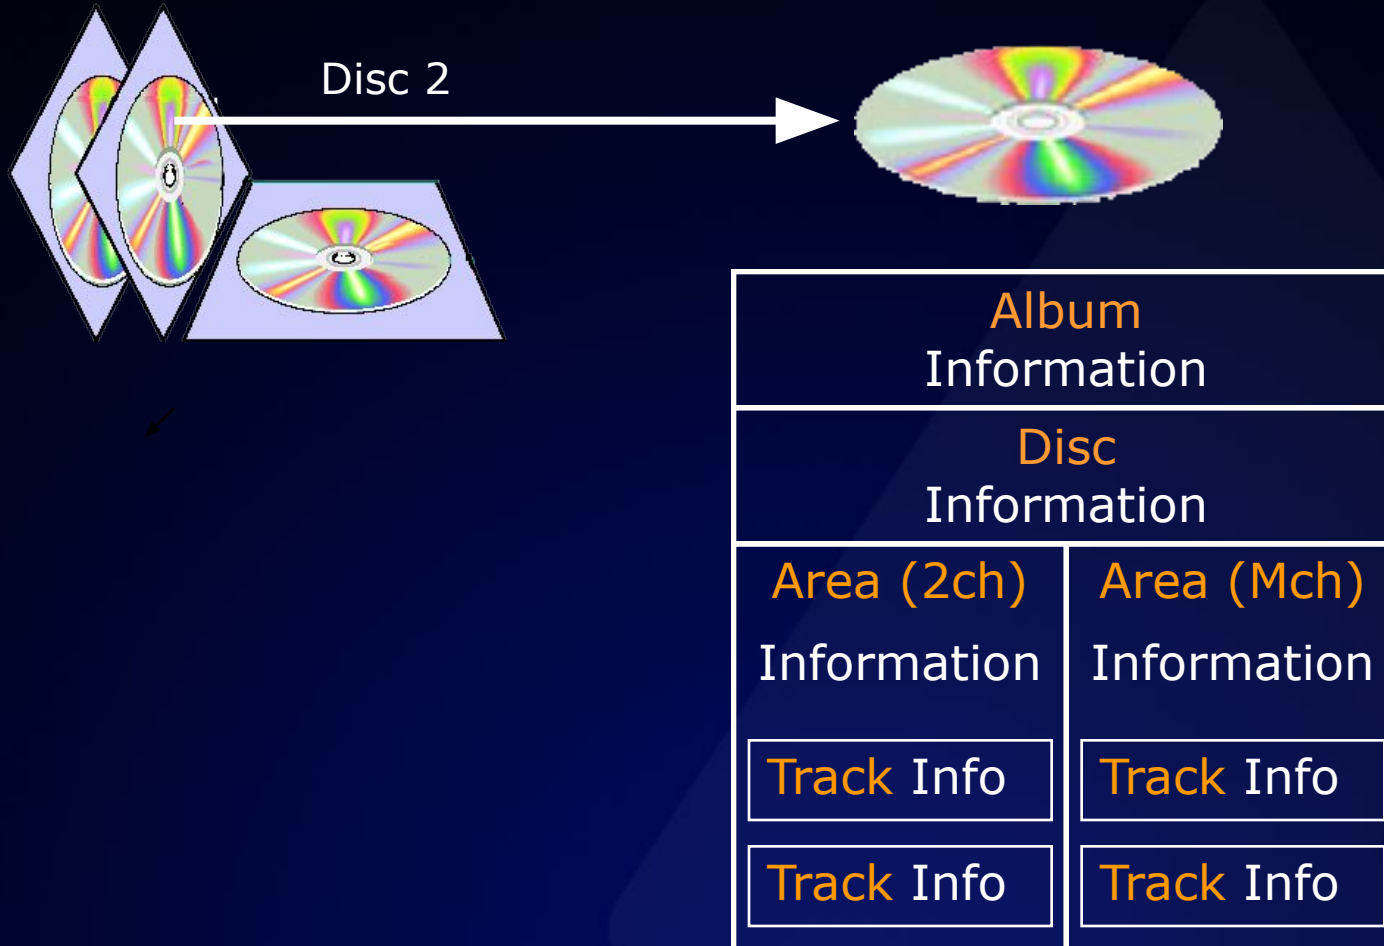 Disc 2
Album
Information
Disc
Information
Area (2ch)
Information
Track Info
Track Info
Area (Mch)
Information
Track Info
Track Info